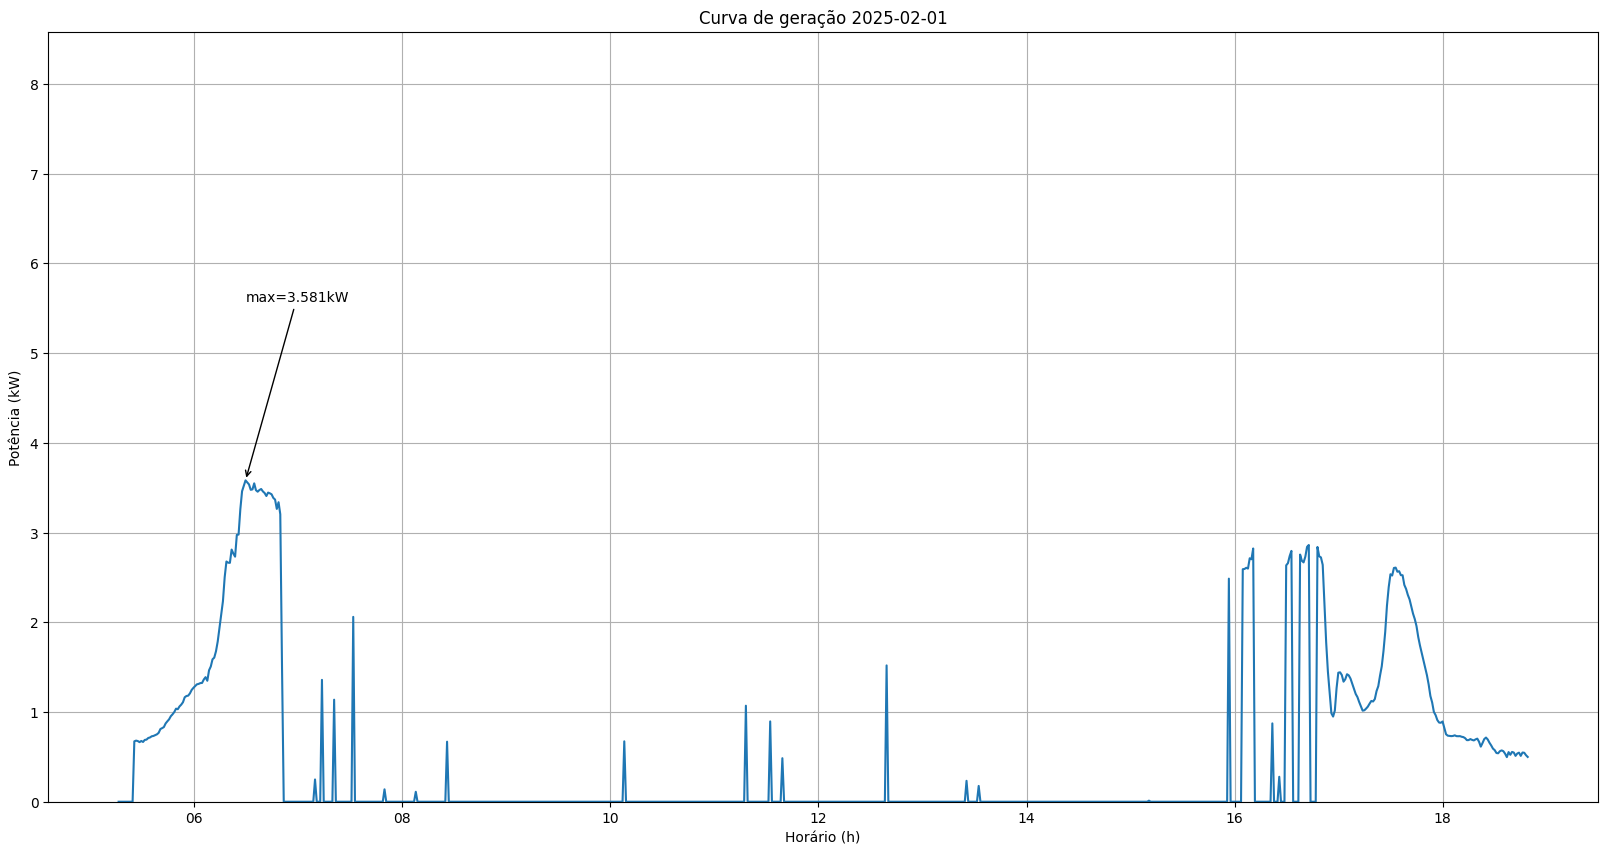 Curva de geração 2025-02-01
8
7
6
max=3.581kW
5
4
3
2
1
0
Potência (kW)
06 08 10 12 14 16 18
Horário (h)